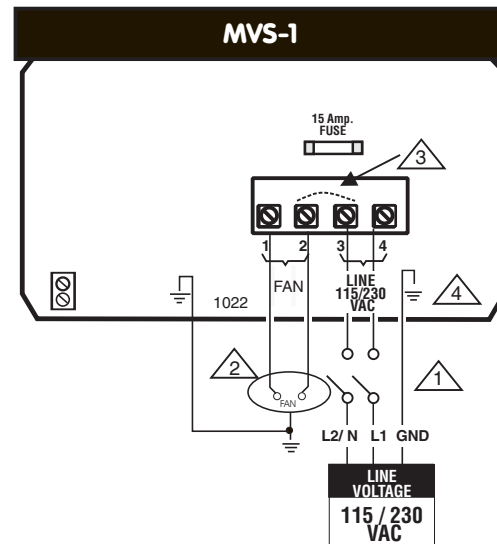 MVS-1
15 Amp.
FUSE
3
1 2 3 4
FAN
LINE
115/230
VAC
4
1022
2
FAN
1
L2/ N L1 GND
LINE
VOLTAGE
115 / 230
VAC